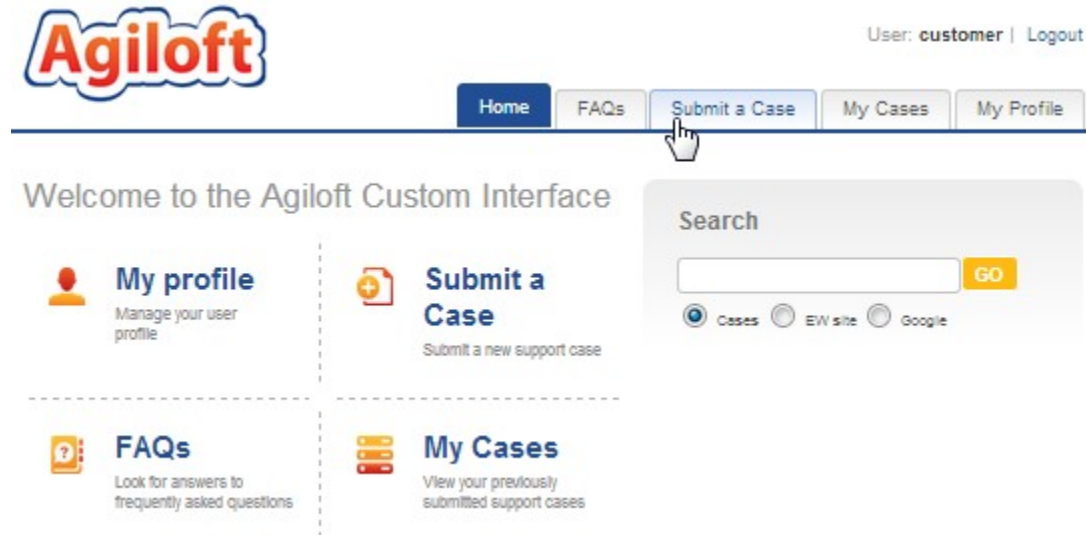 Agiloft
User: customer | Logout
Home FAQs Submit a Case My Cases My Profile
Welcome to the Agiloft Custom Interface
Search
GO
Cases EW site Google
My profile
Manage your user
profile
Submit a
Case
Submit a new support case
FAQs
Look for answers to
frequently asked questions
My Cases
View your previously
submitted support cases